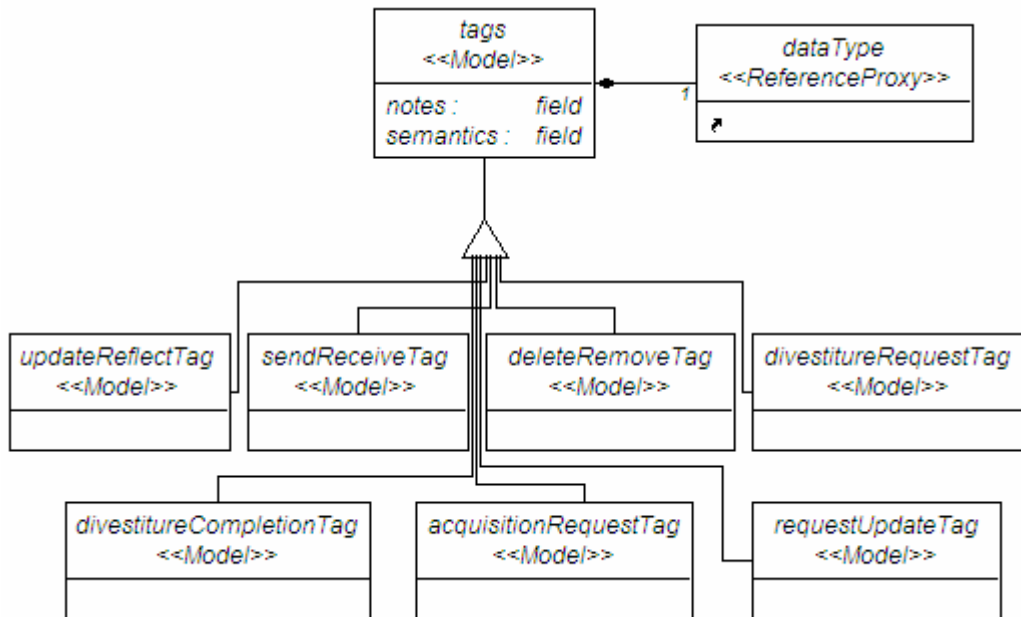 tags
<<Model>>
notes : field
semantics : field
dataType
<<ReferenceProxy>>
1
updateReflectTag
<<Model>>
sendReceiveTag
<<Model>>
deleteRemoveTag
<<Model>>
divestitureRequestTag
<<Model>>
divestitureCompletionTag
<<Model>>
acquisitionRequestTag
<<Model>>
requestUpdateTag
<<Model>>